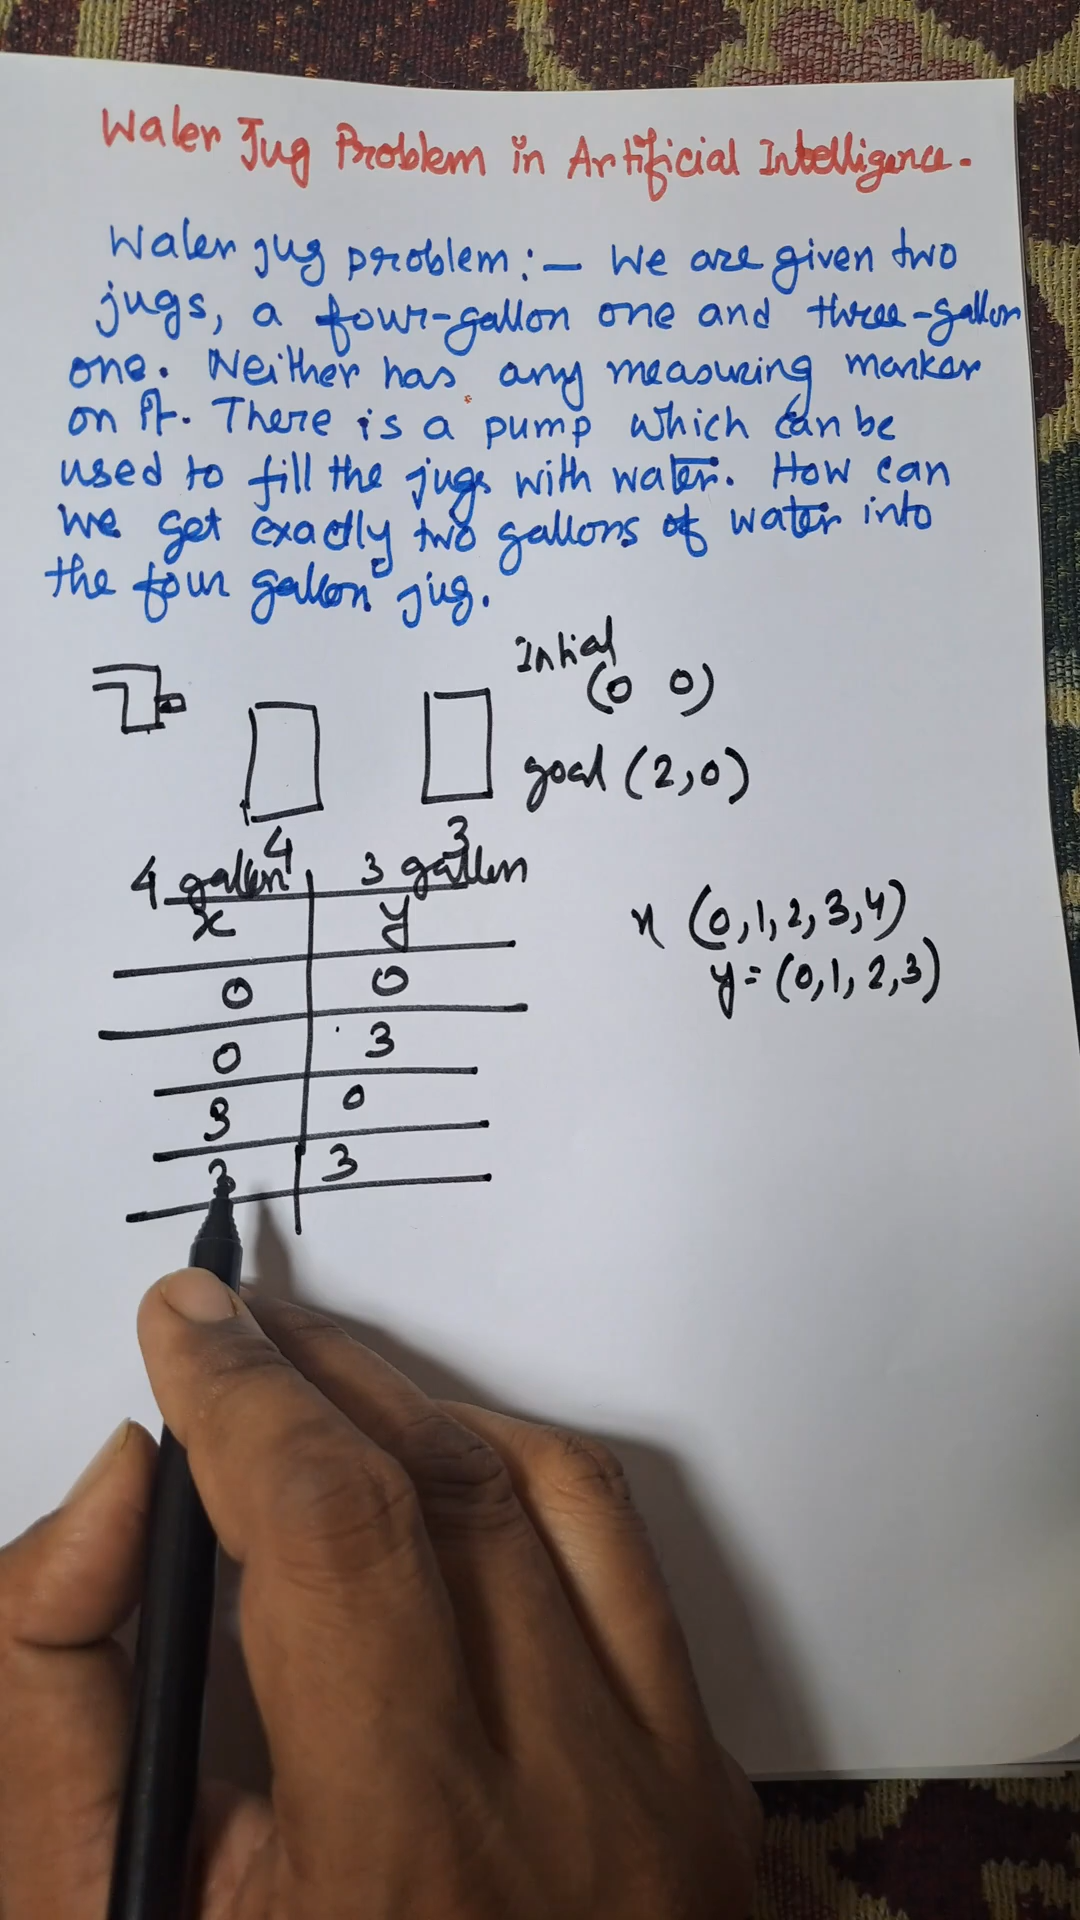 Water Jug Problem in Artificial Intelligence.
Water jug problem :- We are given two
jugs, a four-gallon one and three-gallon
one. Neither has any measuring marker
on it. There is a pump which can be
used to fill the jugs with water. How can
we get exactly two gallons of water into
the four gallon jug.
Intial
(0 0)
goal (2,0)
4 3
4 gallen 3 gallen
x y
0 0
0 3
3 0
3 3
x (0,1,2,3,4)
y = (0,1,2,3)